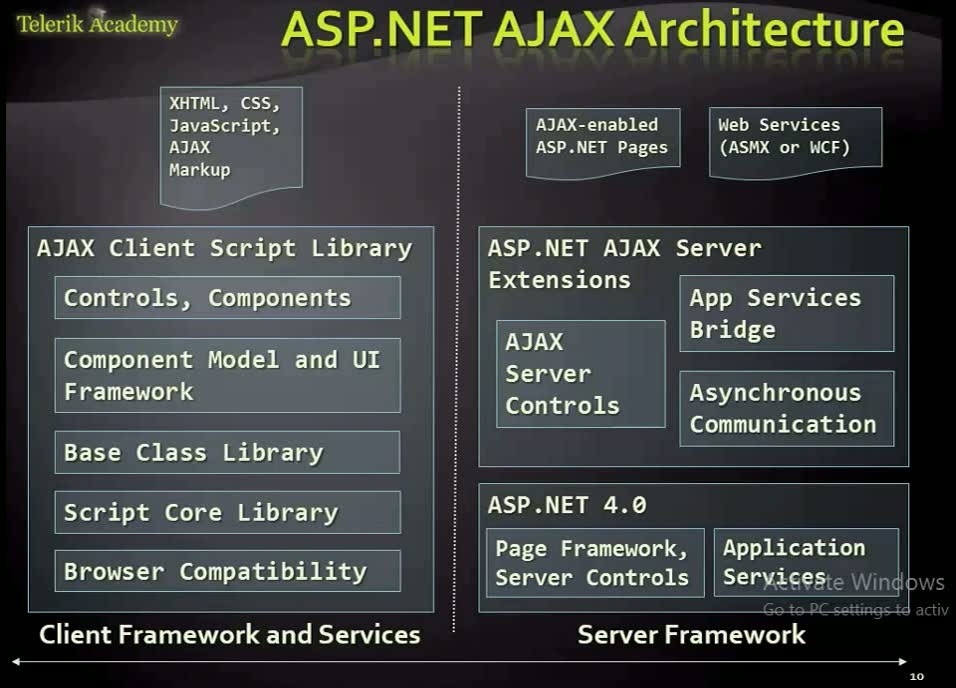 Telerik Academy
ASP.NET AJAX Architecture
XHTML, CSS,
JavaScript,
AJAX
Markup
AJAX-enabled
ASP.NET Pages
Web Services
(ASMX or WCF)
AJAX Client Script Library
Controls, Components
Component Model and UI
Framework
Base Class Library
Script Core Library
Browser Compatibility
ASP.NET AJAX Server
Extensions
AJAX
Server
Controls
App Services
Bridge
Asynchronous
Communication
ASP.NET 4.0
Page Framework,
Server Controls
Application
Services
Activate Windows
Go to PC settings to activ
Client Framework and Services
Server Framework
10